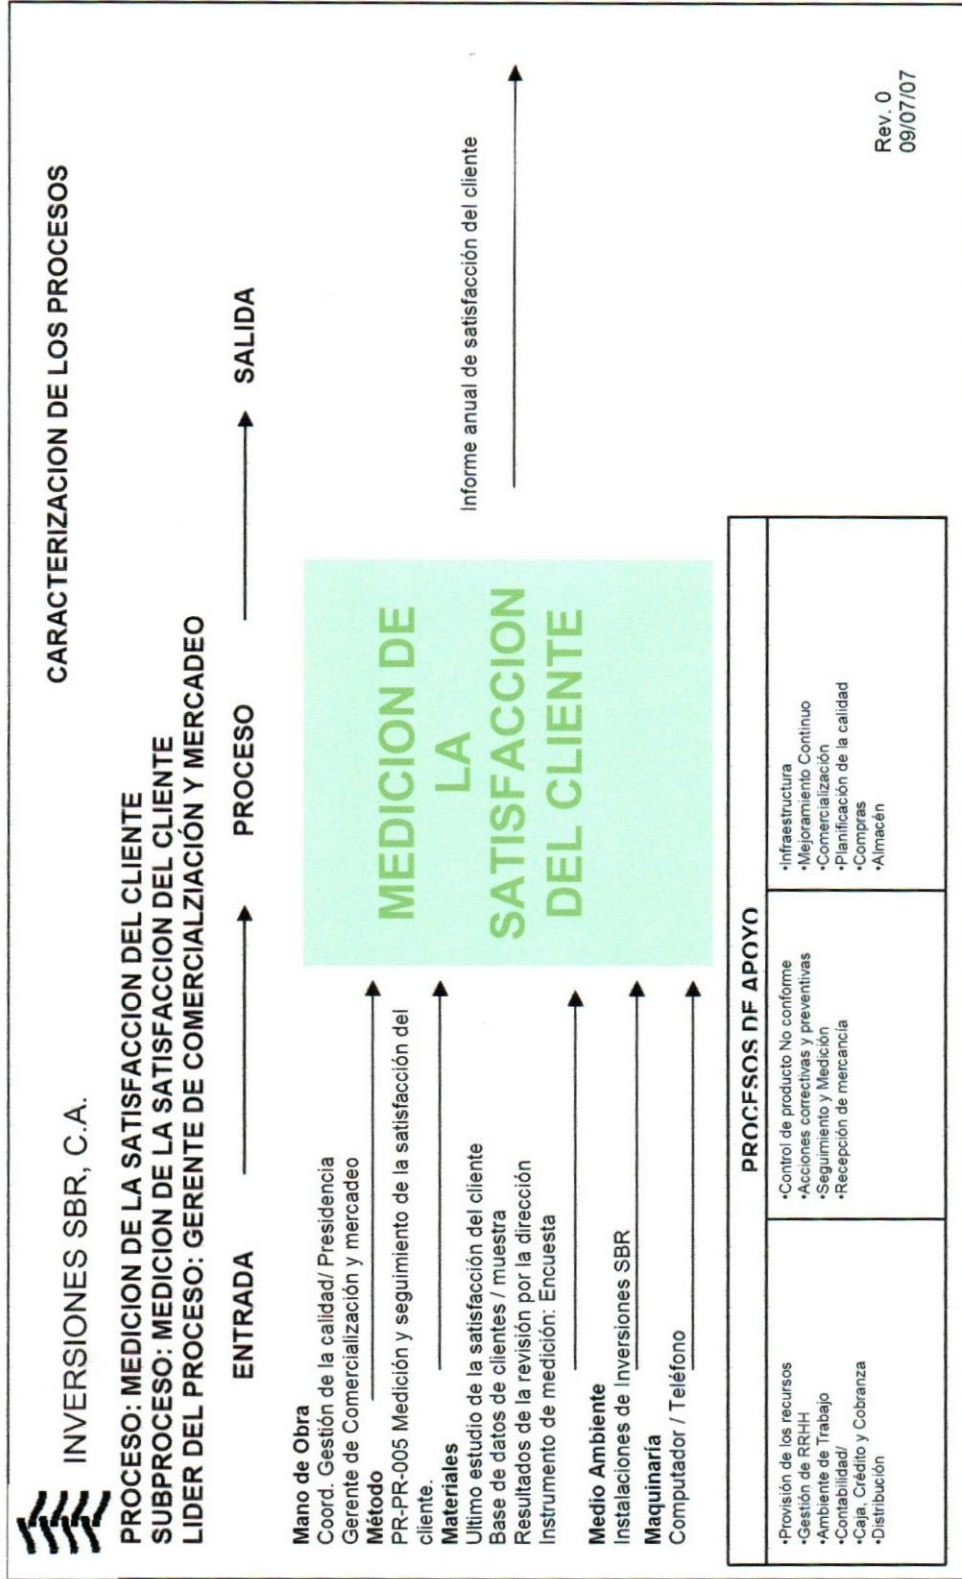 INVERSIONES SBR, C.A.
CARACTERIZACION DE LOS PROCESOS
PROCESO: MEDICION DE LA SATISFACCION DEL CLIENTE
SUBPROCESO: MEDICION DE LA SATISFACCION DEL CLIENTE
LIDER DEL PROCESO: GERENTE DE COMERCIALZIACIÓN Y MERCADEO
ENTRADA
PROCESO
SALIDA
Mano de Obra
Coord. Gestión de la calidad/ Presidencia
Gerente de Comercialización y mercadeo
Método
PR-PR-005 Medición y seguimiento de la satisfacción del
cliente.
Materiales
Ultimo estudio de la satisfacción del cliente
Base de datos de clientes / muestra
Resultados de la revisión por la dirección
Instrumento de medición: Encuesta
Medio Ambiente
Instalaciones de Inversiones SBR
Maquinaría
Computador / Teléfono
MEDICION DE
LA
SATISFACCION
DEL CLIENTE
Informe anual de satisfacción del cliente
PROCESOS DE APOYO
•Provisión de los recursos
•Gestión de RRHH
•Ambiente de Trabajo
•Contabilidad/
•Caja, Crédito y Cobranza
•Distribución
•Control de producto No conforme
•Acciones correctivas y preventivas
•Seguimiento y Medición
•Recepción de mercancía
•Infraestructura
•Mejoramiento Continuo
•Comercialización
•Planificación de la calidad
•Compras
•Almacén
Rev. 0
09/07/07